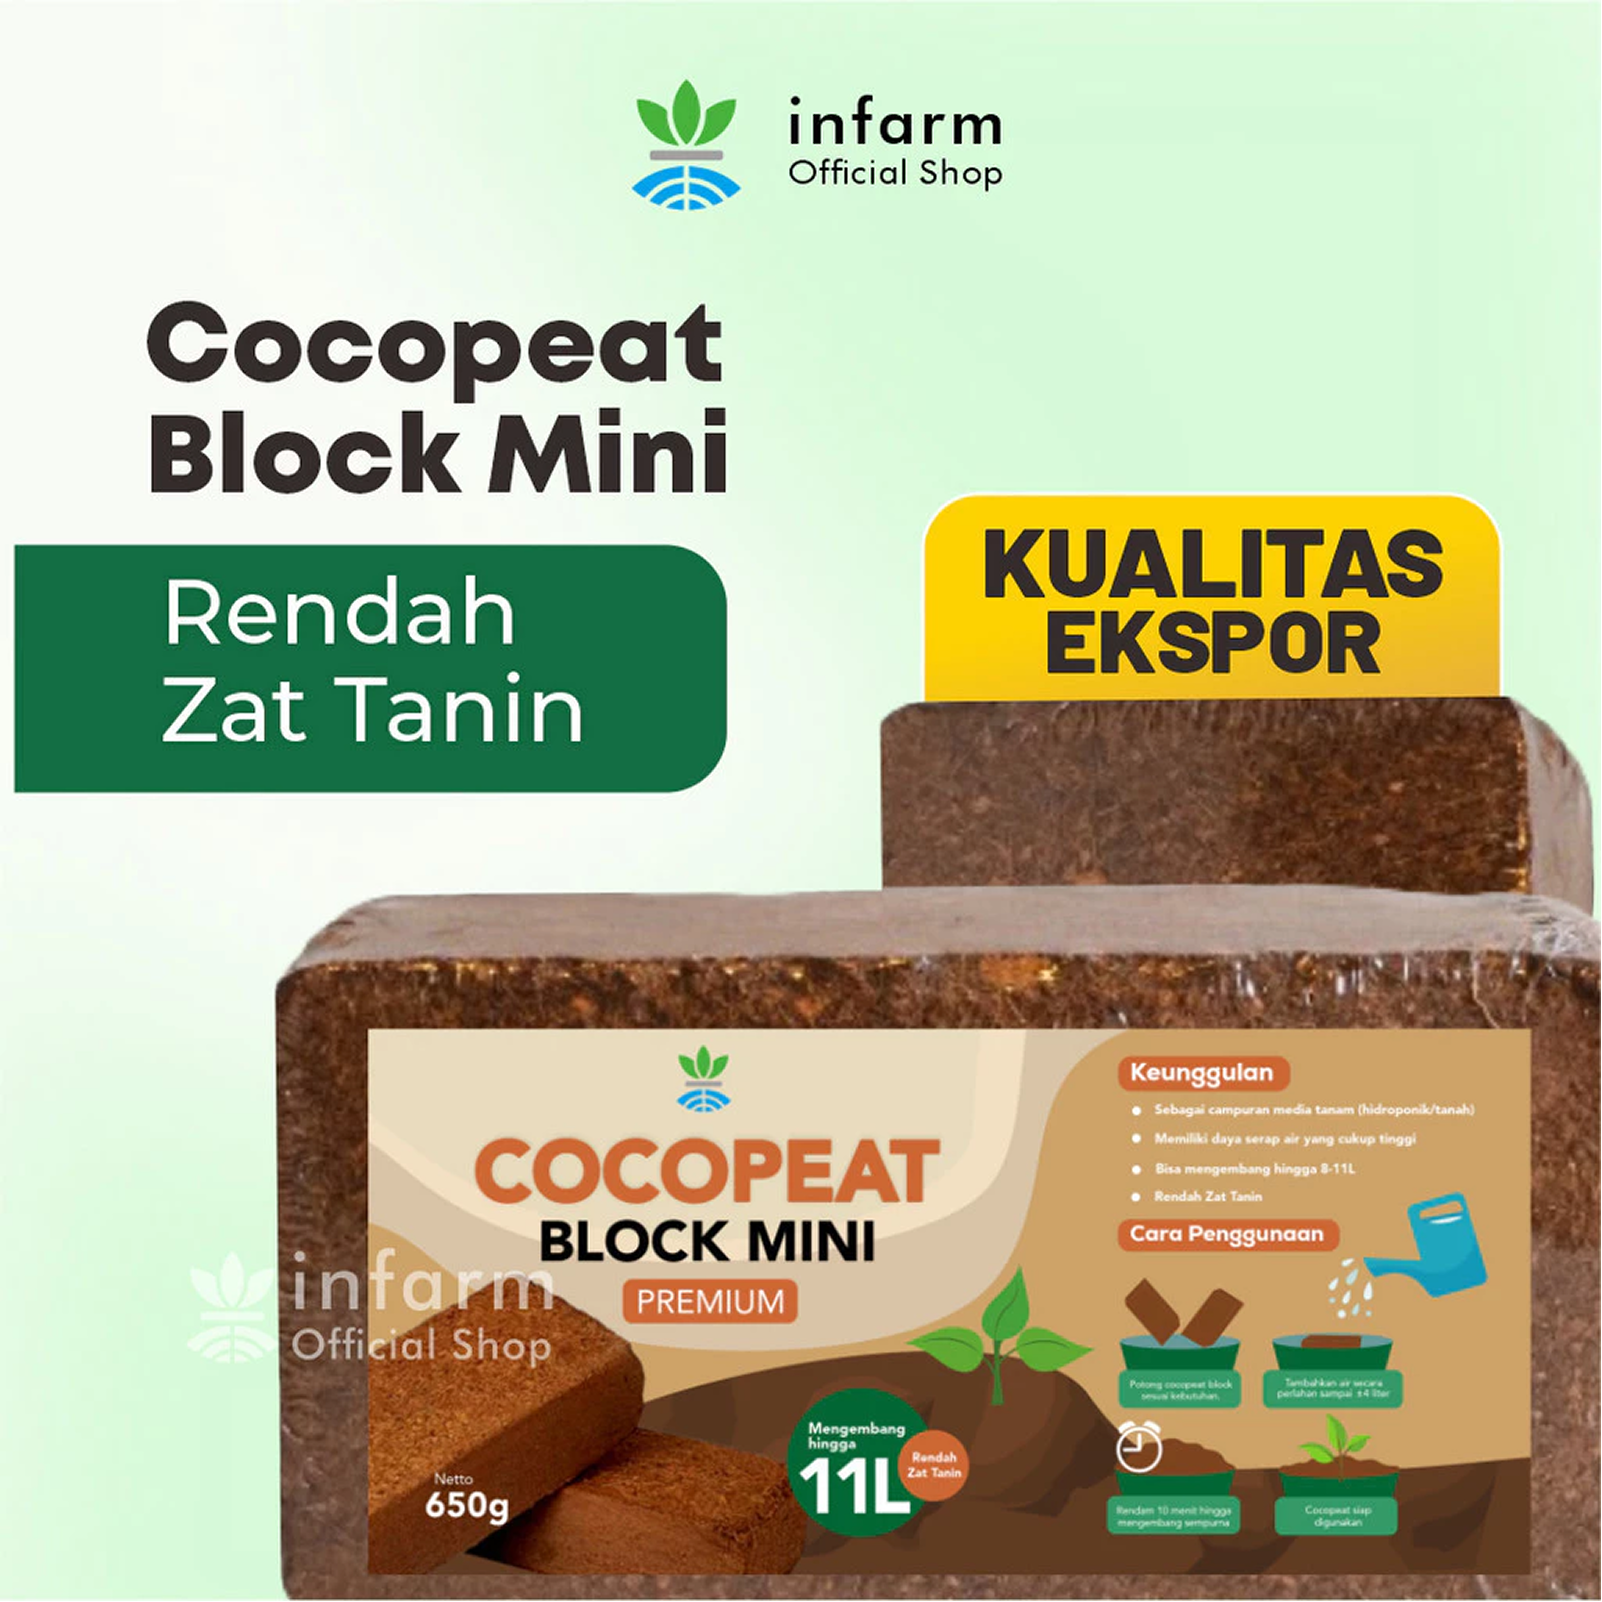 infarm
Official Shop
Cocopeat
Block Mini
Rendah
Zat Tanin
KUALITAS
EKSPOR
COCOPEAT
BLOCK MINI
PREMIUM
Netto
650g
Mengembang
hingga
11L
Rendah
Zat Tanin
Keunggulan
Sebagai campuran media tanam (hidroponik/tanah)
Memiliki daya serap air yang cukup tinggi
Bisa mengembang hingga 8-11L
Rendah Zat Tanin
Cara Penggunaan
Potong cocopeat block
sesuai kebutuhan.
Tambahkan air secara
perlahan sampai ±4 liter
Rendam 10 menit hingga
mengembang sempurna
Cocopeat siap
digunakan
infarm
Official Shop